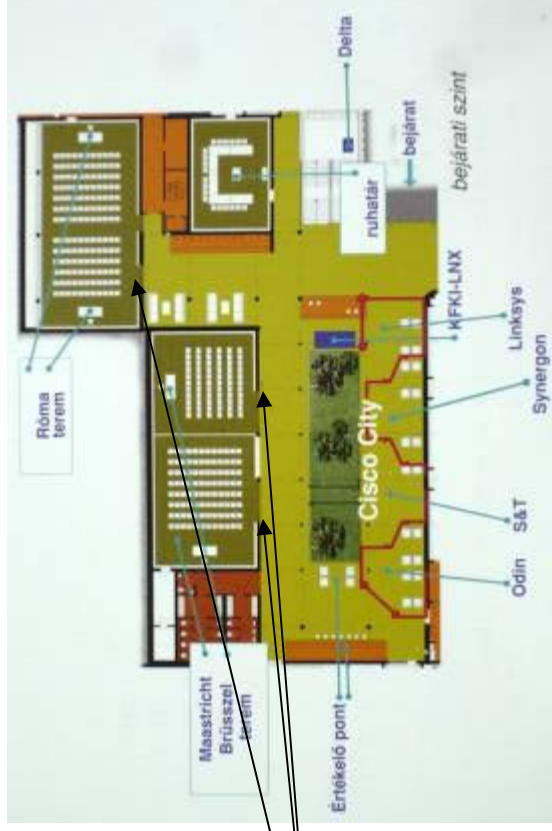 Róma
terem
Maastricht
Brüsszel
terem
Értékelő pont
Cisco City
Odin
S&T
Synergon
Linksys
KFKI-LNX
ruhatár
Delta
bejárat
bejárati szint